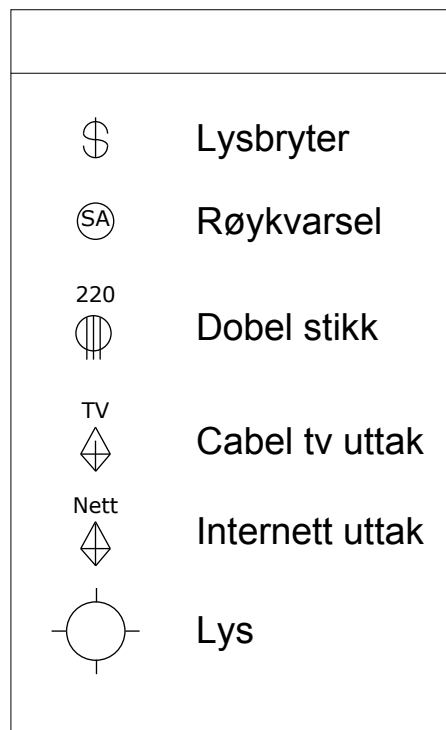 $ Lysbryter
SA Røykvarsel
220
Dobel stikk
TV
Cabel tv uttak
Nett
Internett uttak
Lys